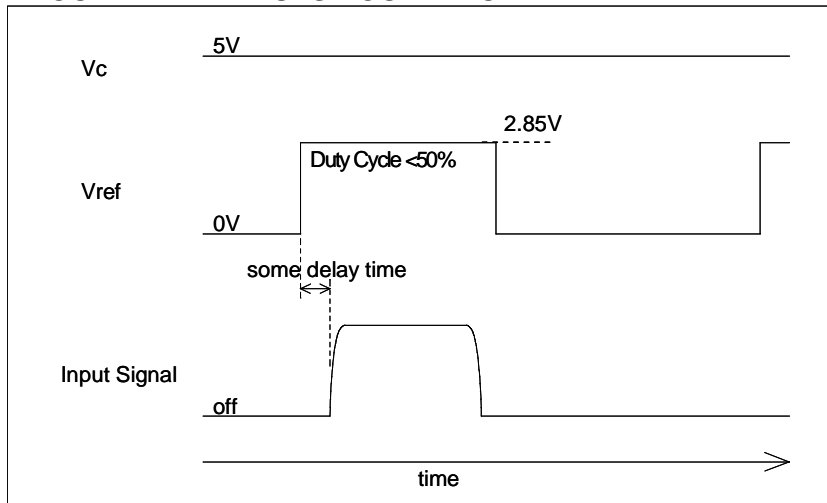 5V
Vc
2.85V
Duty Cycle <50%
Vref
0V
some delay time
Input Signal
off
time